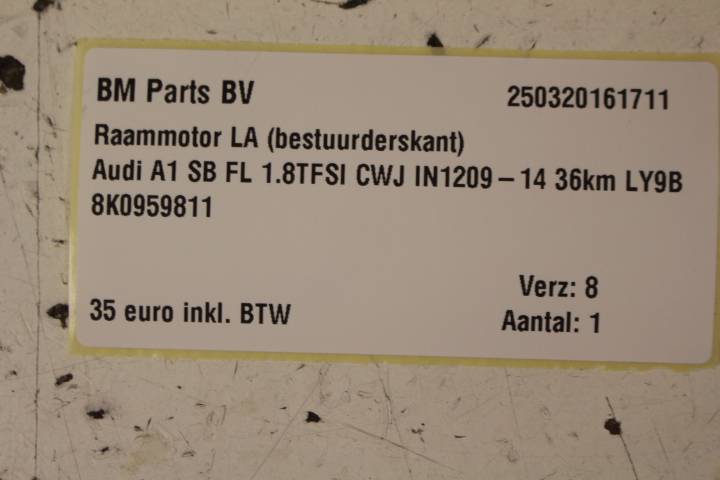 BM Parts BV 250320161711
Raammotor LA (bestuurderskant)
Audi A1 SB FL 1.8TFSI CWJ IN1209 – 14 36km LY9B
8K0959811
Verz: 8
35 euro inkl. BTW Aantal: 1